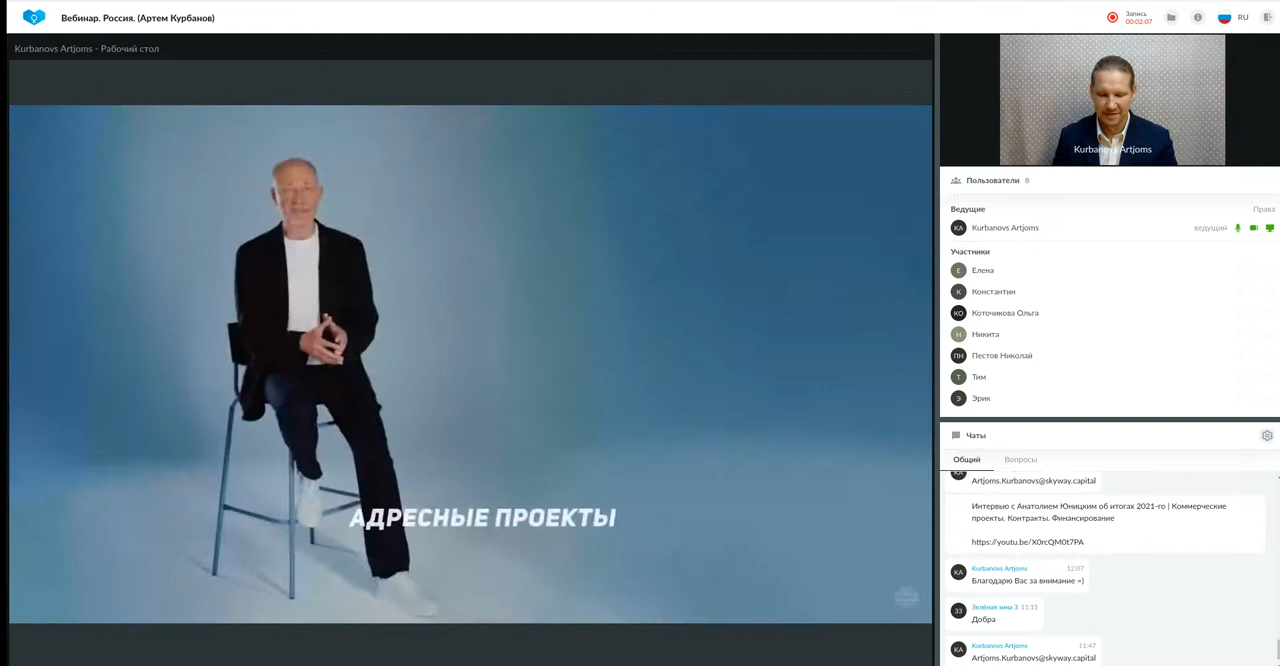 Вебинар. Россия. (Артем Курбанов)
Запись
00:02:07
RU
Kurbanovs Artjoms - Рабочий стол
АДРЕСНЫЕ ПРОЕКТЫ
Kurbanovs Artjoms
Пользователи 8
Ведущие Права
KA Kurbanovs Artjoms ведущий
Участники
Е Елена
К Константин
КО Коточикова Ольга
Н Никита
ПН Пестов Николай
Т Тим
Э Эрик
Чаты
Общий Вопросы
Artjoms.Kurbanovs@skyway.capital
Интервью с Анатолием Юницким об итогах 2021-го | Коммерческие
проекты. Контракты. Финансирование
https://youtu.be/X0rcQM0t7PA
KA Kurbanovs Artjoms 12:07
Благодарю Вас за внимание =)
ЗЗ Зелёная зина З 11:15
Добра
KA Kurbanovs Artjoms 11:47
Artjoms.Kurbanovs@skyway.capital